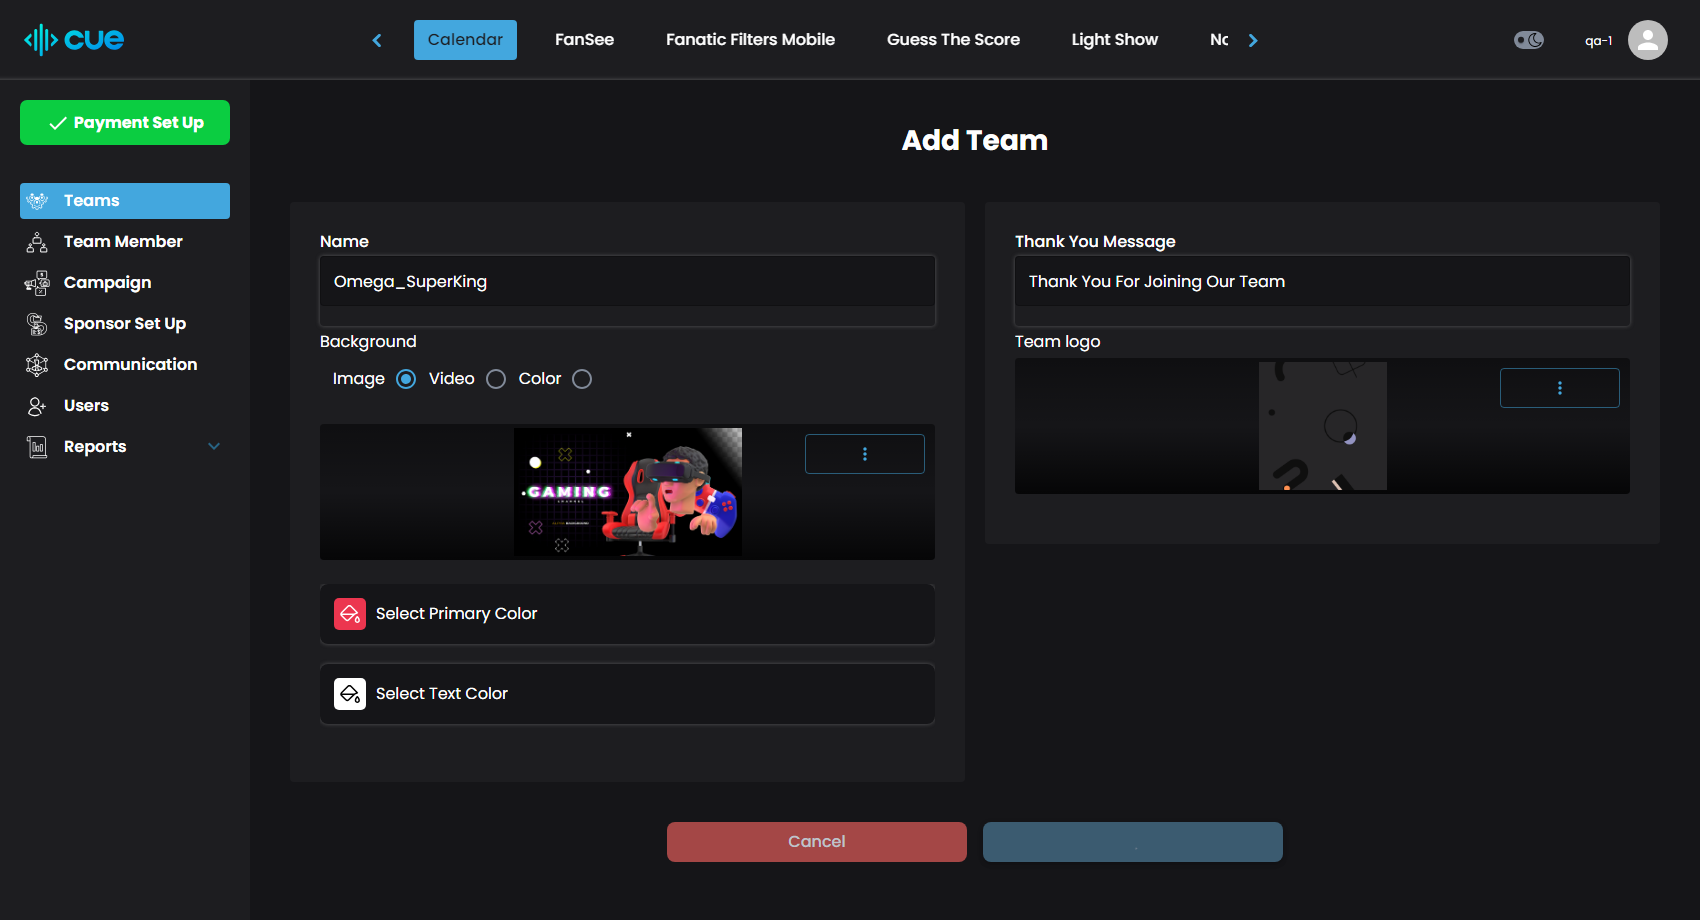 cue
Calendar
FanSee
Fanatic Filters Mobile
Guess The Score
Light Show
qa-1
Payment Set Up
Teams
Team Member
Campaign
Sponsor Set Up
Communication
Users
Reports
Add Team
Name
Omega_SuperKing
Background
Image
Video
Color
GAMING
CHANNEL
Select Primary Color
Select Text Color
Thank You Message
Thank You For Joining Our Team
Team logo
Cancel